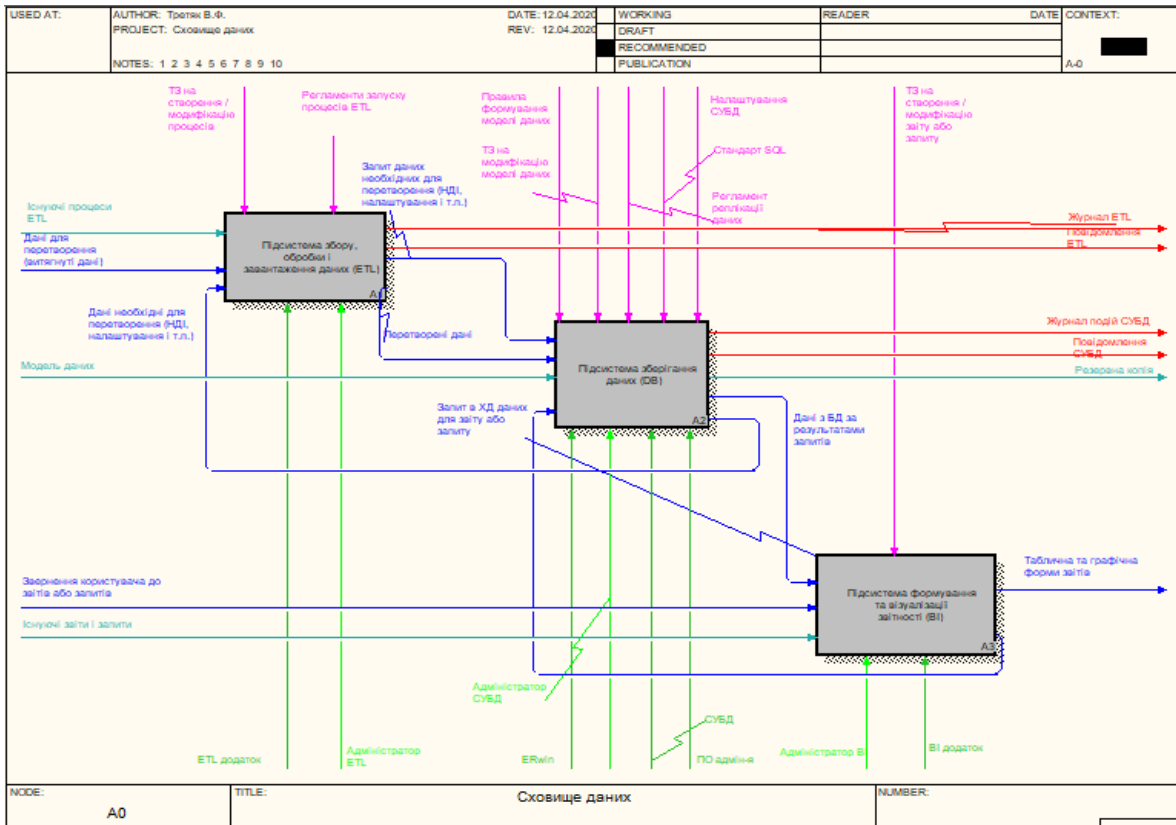 USED AT:
AUTHOR: Третяк В.Ф.
DATE: 12.04.2020
PROJECT: Сховище даних
REV: 12.04.2020
NOTES: 1 2 3 4 5 6 7 8 9 10
WORKING
DRAFT
RECOMMENDED
PUBLICATION
READER
DATE
CONTEXT:
A-0
ТЗ на
створення /
модифікацію
процесів
Регламенти запуску
процесів ETL
Правила
формування
моделі даних
Налаштування
СУБД
ТЗ на
створення /
модифікацію
звіту або
запиту
ТЗ на
модифікацію
моделі даних
Стандарт SQL
Запит даних
необхідних для
перетворення (НДІ,
налаштування і т.п.)
Регламент
реплікації
даних
Існуючі процеси
ETL
Журнал ETL
Повідомлення
ETL
Дані для
перетворення
(витягнуті дані)
Підсистема збору,
обробки і
завантаження даних (ETL)
Дані необхідні для
перетворення (НДІ,
налаштування і т.п.)
Перетворені дані
Журнал подій СУБД
Повідомлення
СУБД
Модель даних
Підсистема зберігання
даних (DB)
A2
Резервна копія
Запит в ХД даних
для звіту або
запиту
Дані з БД за
результатами
запитів
Звернення користувача до
звітів або запитів
Таблична та графічна
форми звітів
Підсистема формування
та візуалізації
звітності (BI)
A3
Існуючі звіти і запити
Адміністратор
СУБД
СУБД
ETL додаток
Адміністратор
ETL
ERwin
ПО адмін-я
Адміністратор BI
BI додаток
NODE:
A0
TITLE:
Сховище даних
NUMBER: